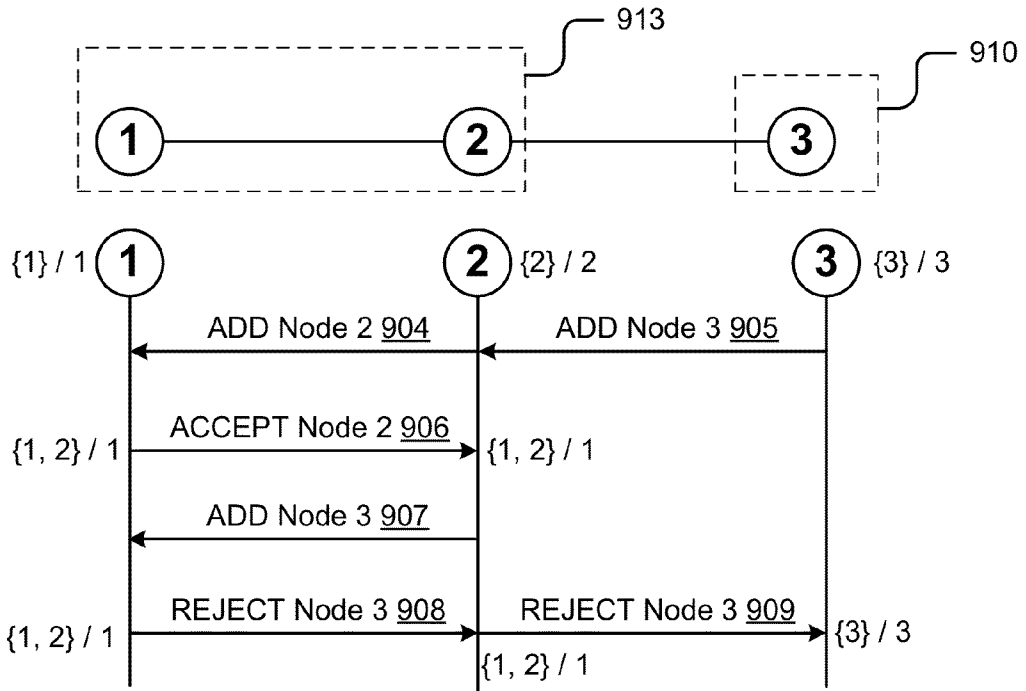 913
910
1
2
3
{1} / 1
1
2
{2} / 2
3
{3} / 3
ADD Node 2 904
ADD Node 3 905
ACCEPT Node 2 906
{1, 2} / 1
{1, 2} / 1
ADD Node 3 907
REJECT Node 3 908
REJECT Node 3 909
{1, 2} / 1
{3} / 3
{1, 2} / 1